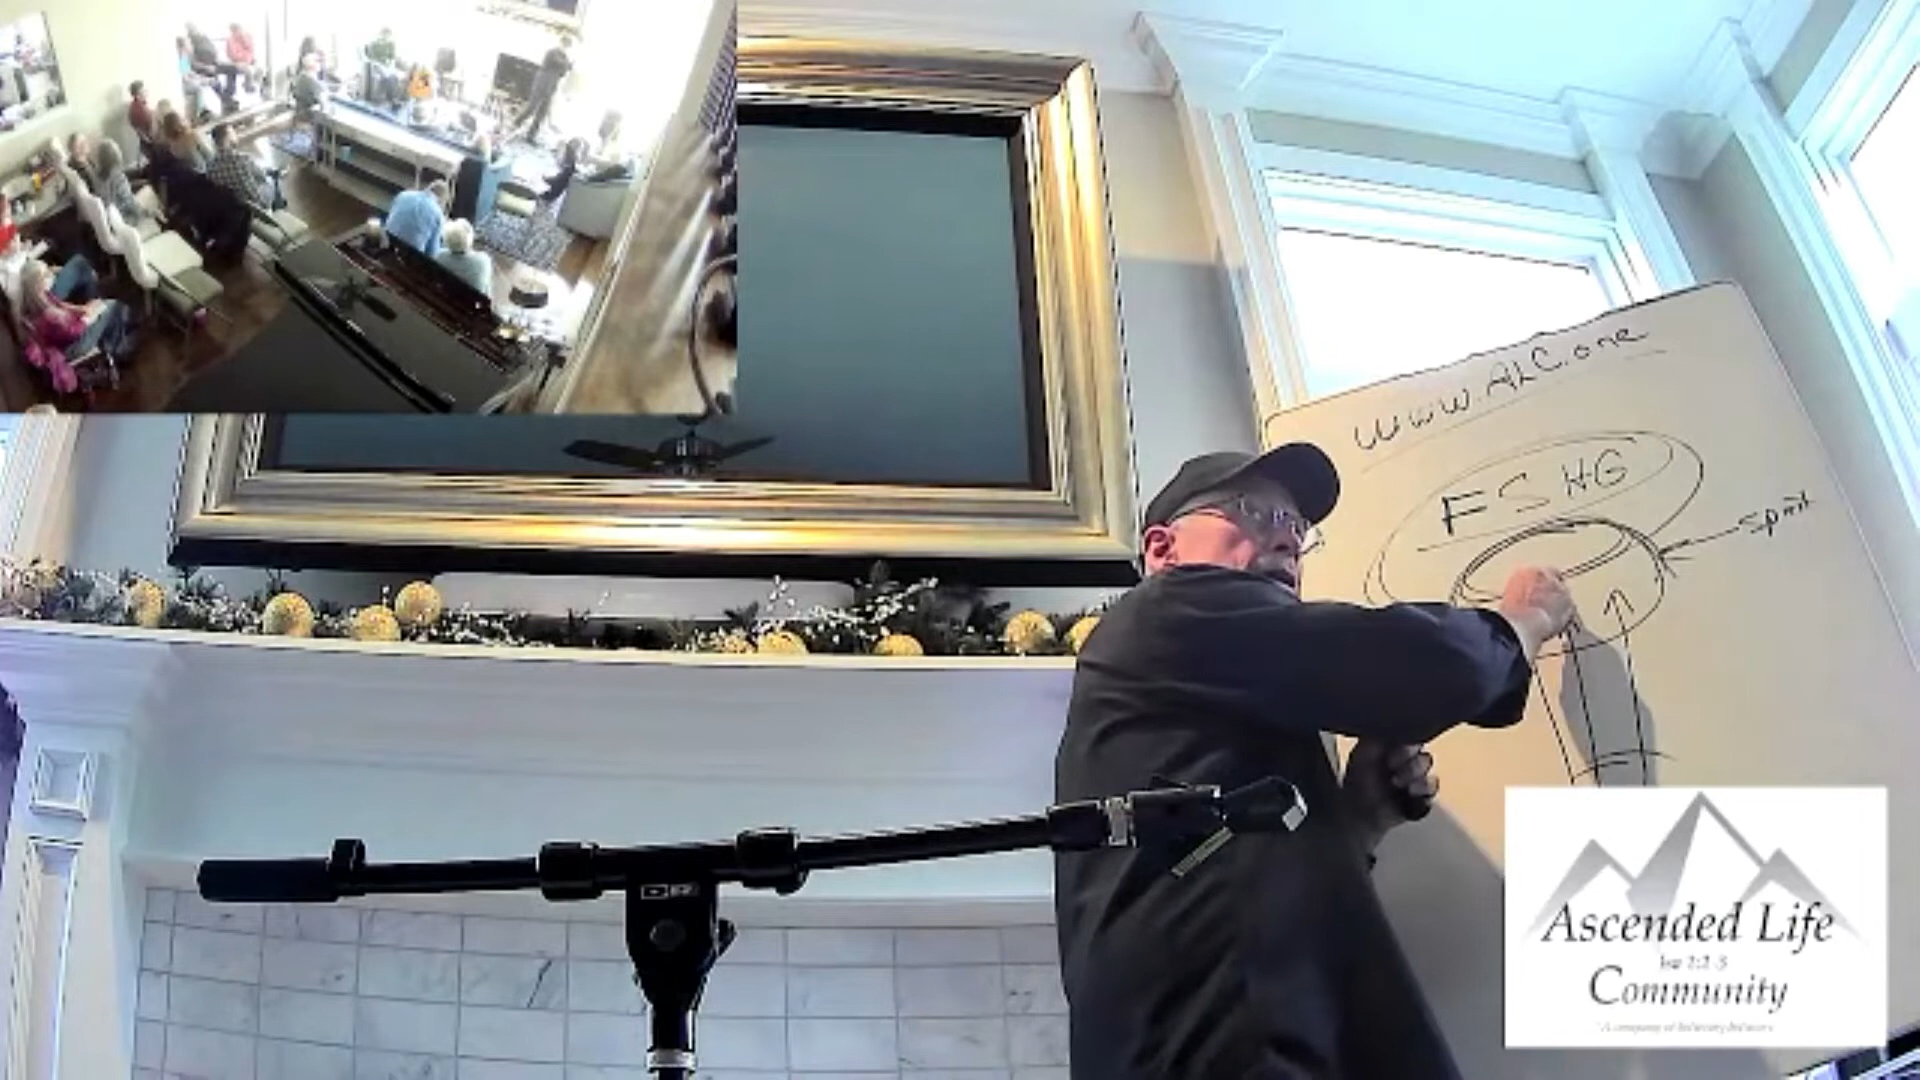 www.ALC.one
FSHG
Spirit
Ascended Life
Community